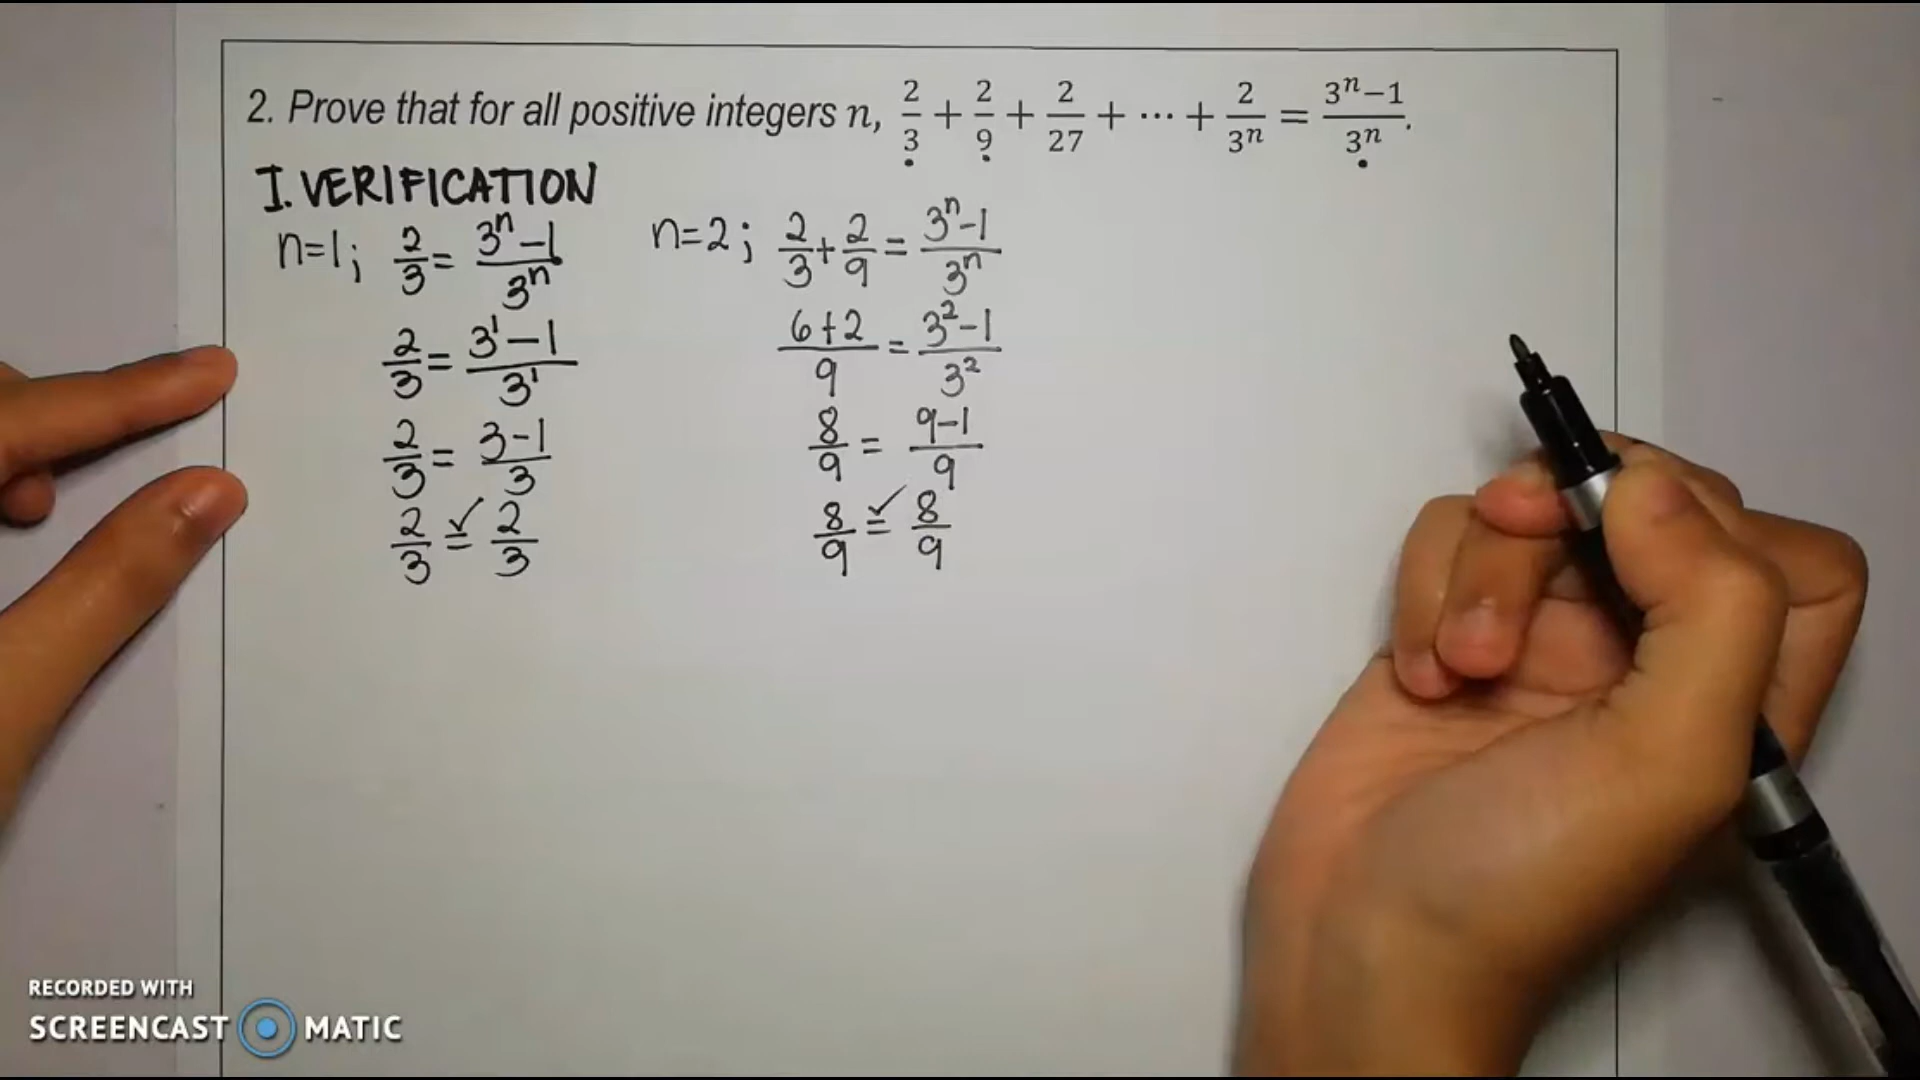 2. Prove that for all positive integers n, 2/3 + 2/9 + 2/27 + ⋯ + 2/3ⁿ = (3ⁿ−1)/3ⁿ.
I. VERIFICATION
n=1; 2/3 = (3ⁿ-1)/3ⁿ
2/3 = (3¹-1)/3¹
2/3 = (3-1)/3
2/3 =✓ 2/3
n=2; 2/3 + 2/9 = (3ⁿ-1)/3ⁿ
(6+2)/9 = (3²-1)/3²
8/9 = (9-1)/9
8/9 =✓ 8/9
RECORDED WITH
SCREENCAST MATIC